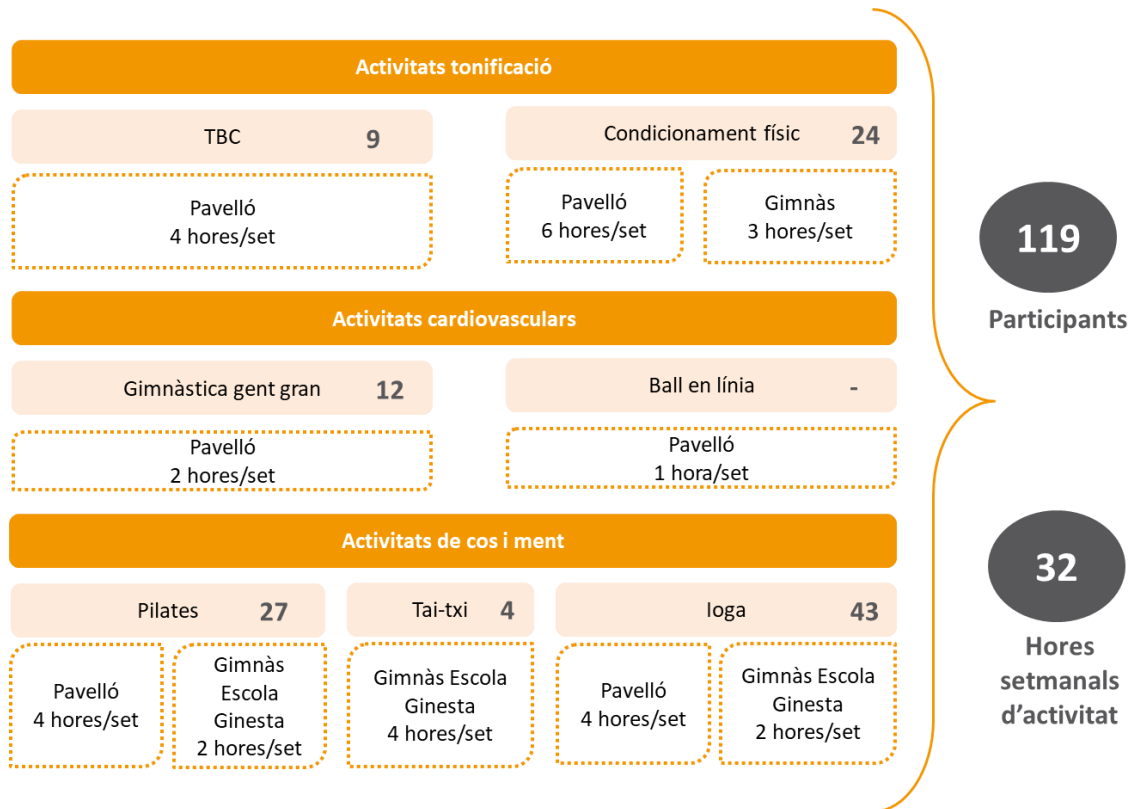 Activitats tonificació
TBC 9
Condicionament físic 24
Pavelló
4 hores/set
Pavelló
6 hores/set
Gimnàs
3 hores/set
Activitats cardiovasculars
Gimnàstica gent gran 12
Ball en línia -
Pavelló
2 hores/set
Pavelló
1 hora/set
Activitats de cos i ment
Pilates 27
Tai-txi 4
Ioga 43
Pavelló
4 hores/set
Gimnàs
Escola
Ginesta
2 hores/set
Gimnàs Escola
Ginesta
4 hores/set
Pavelló
4 hores/set
Gimnàs Escola
Ginesta
2 hores/set
119
Participants
32
Hores
setmanals
d’activitat